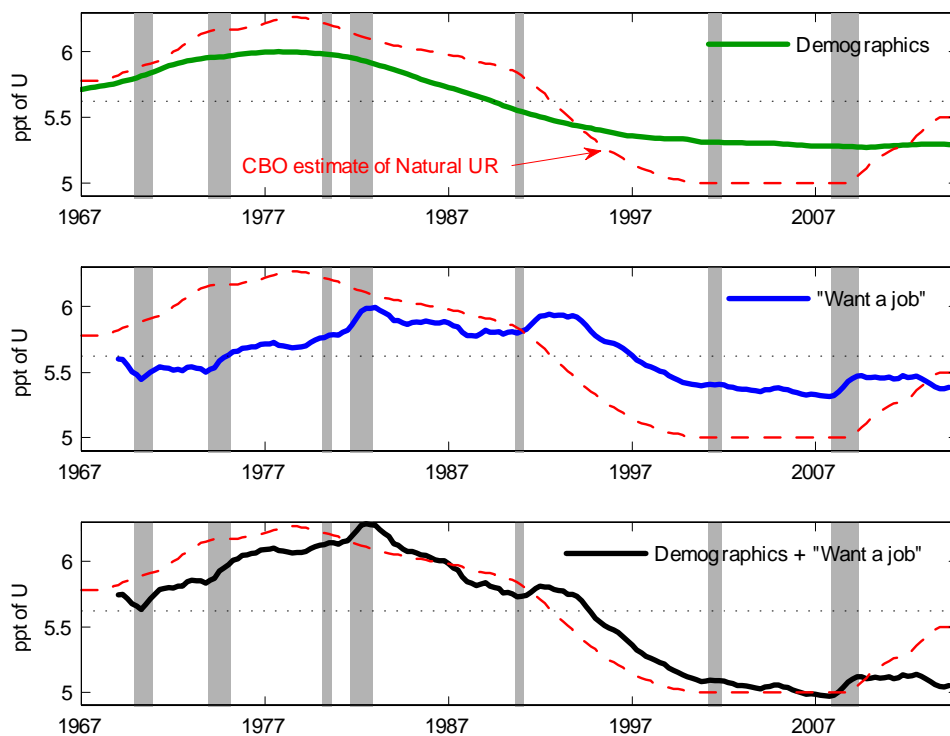 Demographics
6
5.5
5
ppt of U
CBO estimate of Natural UR
1967 1977 1987 1997 2007
"Want a job"
6
5.5
5
ppt of U
1967 1977 1987 1997 2007
Demographics + "Want a job"
6
5.5
5
ppt of U
1967 1977 1987 1997 2007